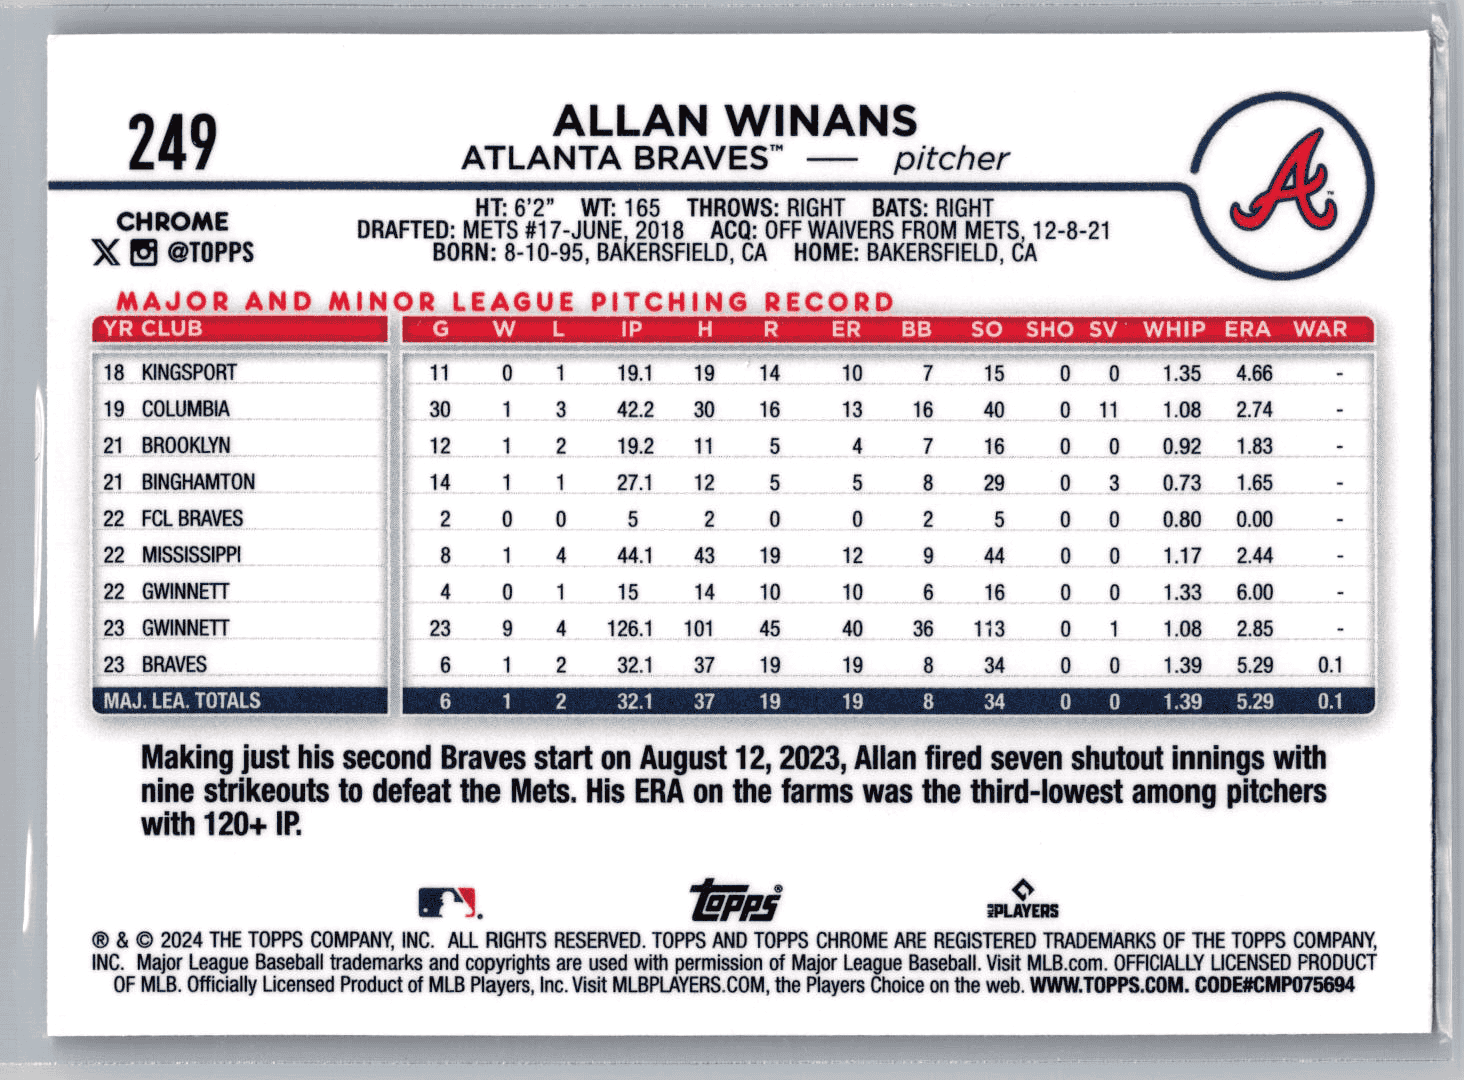 249
ALLAN WINANS
ATLANTA BRAVES™ — pitcher
A™
CHROME
@TOPPS
HT: 6'2" WT: 165 THROWS: RIGHT BATS: RIGHT
DRAFTED: METS #17-JUNE, 2018 ACQ: OFF WAIVERS FROM METS, 12-8-21
BORN: 8-10-95, BAKERSFIELD, CA HOME: BAKERSFIELD, CA
MAJOR AND MINOR LEAGUE PITCHING RECORD
YR CLUB G W L IP H R ER BB SO SHO SV WHIP ERA WAR
18 KINGSPORT 11 0 1 19.1 19 14 10 7 15 0 0 1.35 4.66 -
19 COLUMBIA 30 1 3 42.2 30 16 13 16 40 0 11 1.08 2.74 -
21 BROOKLYN 12 1 2 19.2 11 5 4 7 16 0 0 0.92 1.83 -
21 BINGHAMTON 14 1 1 27.1 12 5 5 8 29 0 3 0.73 1.65 -
22 FCL BRAVES 2 0 0 5 2 0 0 2 5 0 0 0.80 0.00 -
22 MISSISSIPPI 8 1 4 44.1 43 19 12 9 44 0 0 1.17 2.44 -
22 GWINNETT 4 0 1 15 14 10 10 6 16 0 0 1.33 6.00 -
23 GWINNETT 23 9 4 126.1 101 45 40 36 113 0 1 1.08 2.85 -
23 BRAVES 6 1 2 32.1 37 19 19 8 34 0 0 1.39 5.29 0.1
MAJ. LEA. TOTALS 6 1 2 32.1 37 19 19 8 34 0 0 1.39 5.29 0.1
Making just his second Braves start on August 12, 2023, Allan fired seven shutout innings with
nine strikeouts to defeat the Mets. His ERA on the farms was the third-lowest among pitchers
with 120+ IP.
Topps® MLB PLAYERS
® & © 2024 THE TOPPS COMPANY, INC. ALL RIGHTS RESERVED. TOPPS AND TOPPS CHROME ARE REGISTERED TRADEMARKS OF THE TOPPS COMPANY,
INC. Major League Baseball trademarks and copyrights are used with permission of Major League Baseball. Visit MLB.com. OFFICIALLY LICENSED PRODUCT
OF MLB. Officially Licensed Product of MLB Players, Inc. Visit MLBPLAYERS.COM, the Players Choice on the web. WWW.TOPPS.COM. CODE#CMP075694